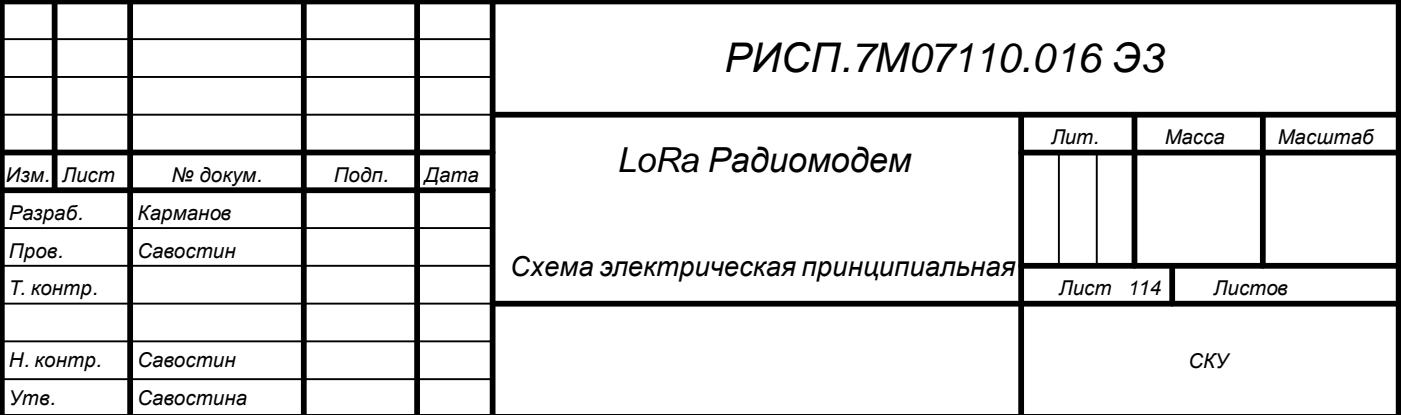 РИСП.7М07110.016 ЭЗ
LoRa Радиомодем
Схема электрическая принципиальная
Лит. Масса Масштаб
Лист 114 Листов
СКУ
Изм. Лист № докум. Подп. Дата
Разраб. Карманов
Пров. Савостин
Т. контр.
Н. контр. Савостин
Утв. Савостина